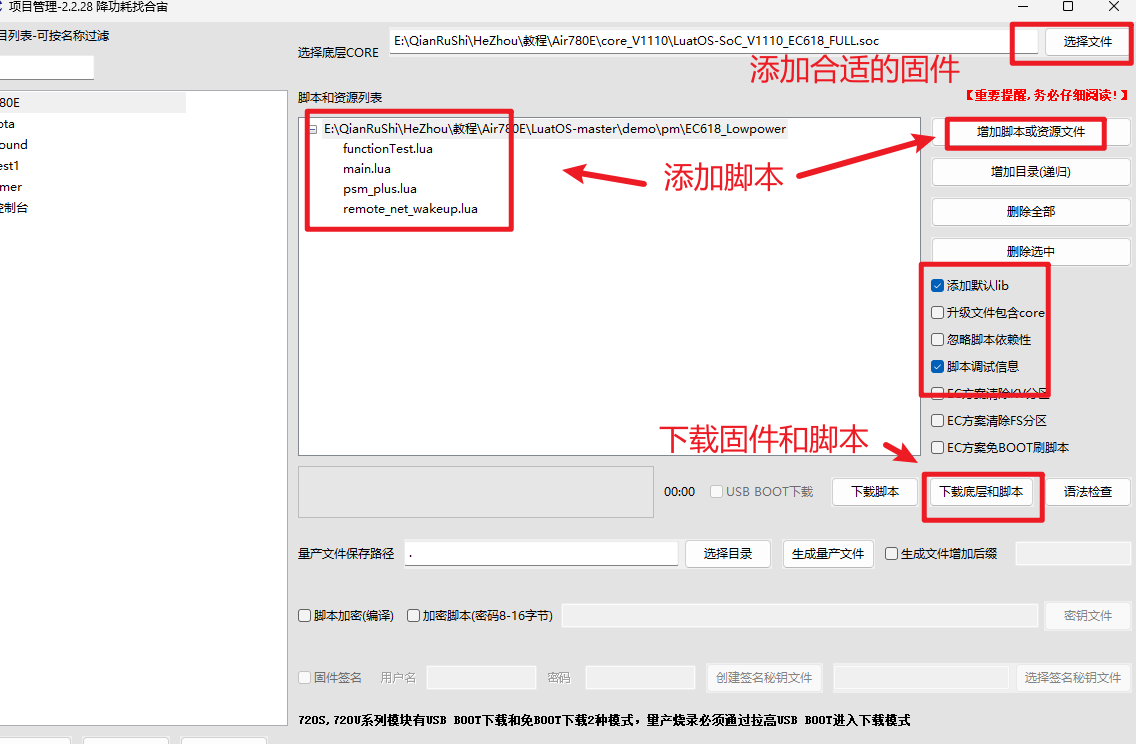 项目管理-2.2.28 降功耗找合宙
目列表-可按名称过滤
选择底层CORE
E:\QianRuShi\HeZhou\教程\Air780E\core_V1110\LuatOS-SoC_V1110_EC618_FULL.soc
选择文件
添加合适的固件
脚本和资源列表
【重要提醒,务必仔细阅读!】
80E
ota
ound
est1
mer
控制台
E:\QianRuShi\HeZhou\教程\Air780E\LuatOS-master\demo\pm\EC618_Lowpower
functionTest.lua
main.lua
psm_plus.lua
remote_net_wakeup.lua
添加脚本
增加脚本或资源文件
增加目录(递归)
删除全部
删除选中
添加默认lib
升级文件包含core
忽略脚本依赖性
脚本调试信息
EC方案清除KV分区
EC方案清除FS分区
EC方案免BOOT刷脚本
下载固件和脚本
00:00
USB BOOT下载
下载脚本
下载底层和脚本
语法检查
量产文件保存路径
.
选择目录
生成量产文件
生成文件增加后缀
脚本加密(编译)
加密脚本(密码8-16字节)
密钥文件
固件签名
用户名
密码
创建签名秘钥文件
选择签名秘钥文件
720S,720U系列模块有USB BOOT下载和免BOOT下载2种模式，量产烧录必须通过拉高USB BOOT进入下载模式